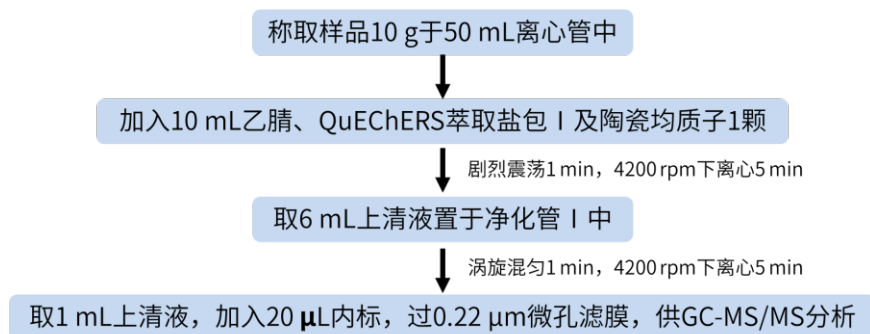 称取样品10 g于50 mL离心管中
加入10 mL乙腈、QuEChERS萃取盐包Ⅰ及陶瓷均质子1颗
剧烈震荡1 min，4200 rpm下离心5 min
取6 mL上清液置于净化管Ⅰ中
涡旋混匀1 min，4200 rpm下离心5 min
取1 mL上清液，加入20 μL内标，过0.22 μm微孔滤膜，供GC-MS/MS分析